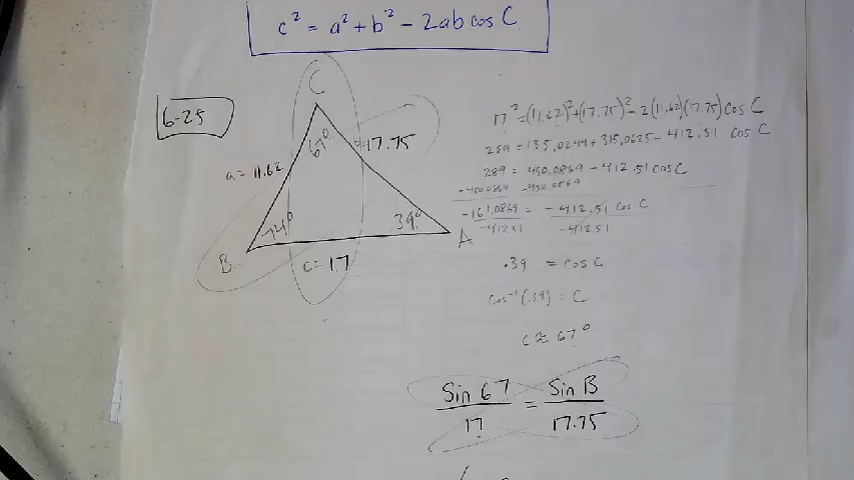 c² = a² + b² - 2ab cos C
6-25
C
67°
17.75
a = 11.62
74°
39°
B
A
c = 17
17² = (11.62)² + (17.75)² - 2(11.62)(17.75) cos C
289 = 135.0244 + 315.0625 - 412.51 cos C
289 = 450.0869 - 412.51 cos C
-450.0869 -450.0869
-161.0869 = -412.51 cos C
-412.51 -412.51
.39 = cos C
cos⁻¹(.39) = C
C ≈ 67°
Sin 67 = Sin B
17 17.75